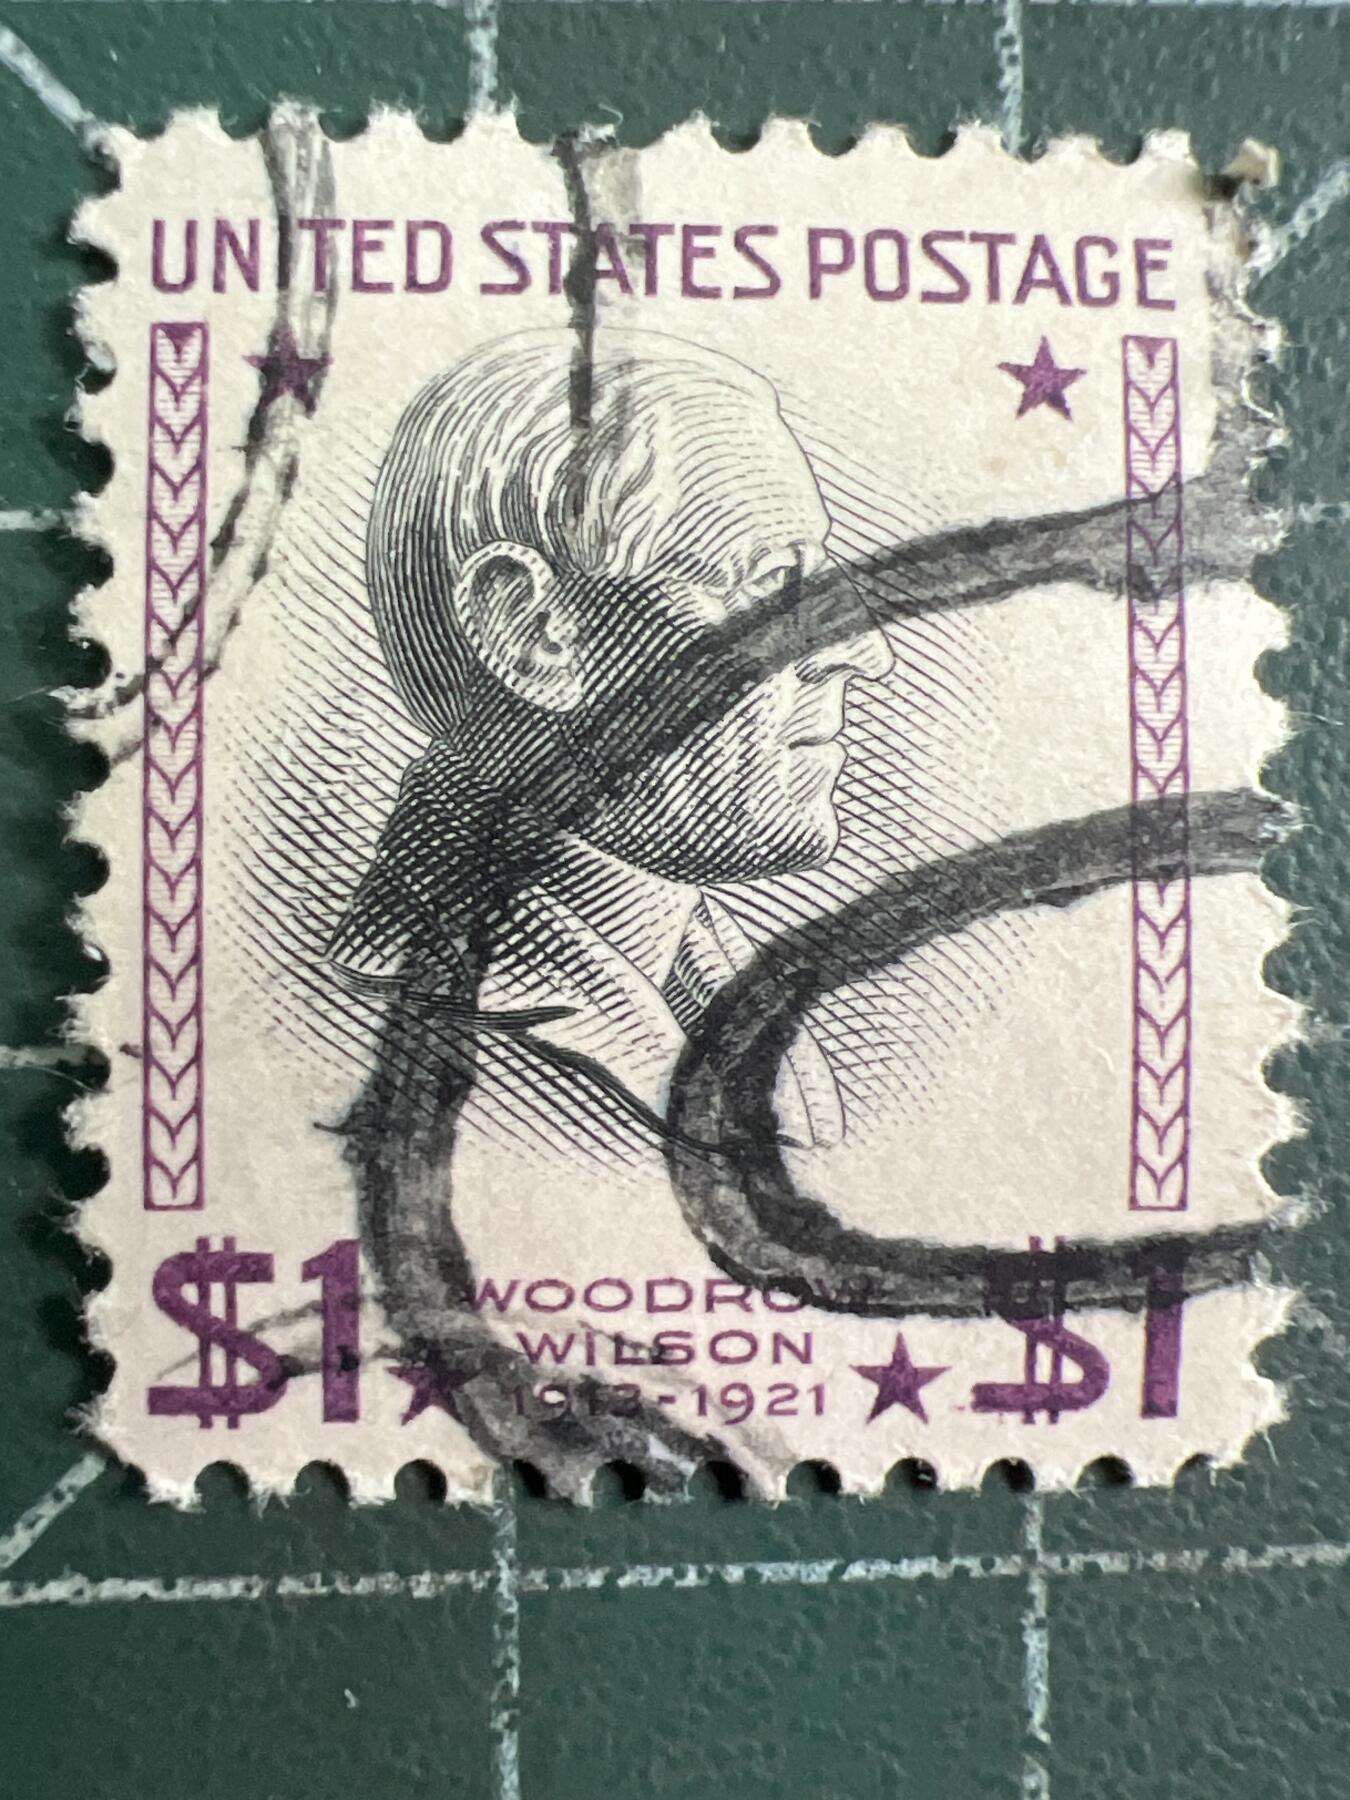 UNITED STATES POSTAGE
$1 WOODROW $1
WILSON
1913-1921